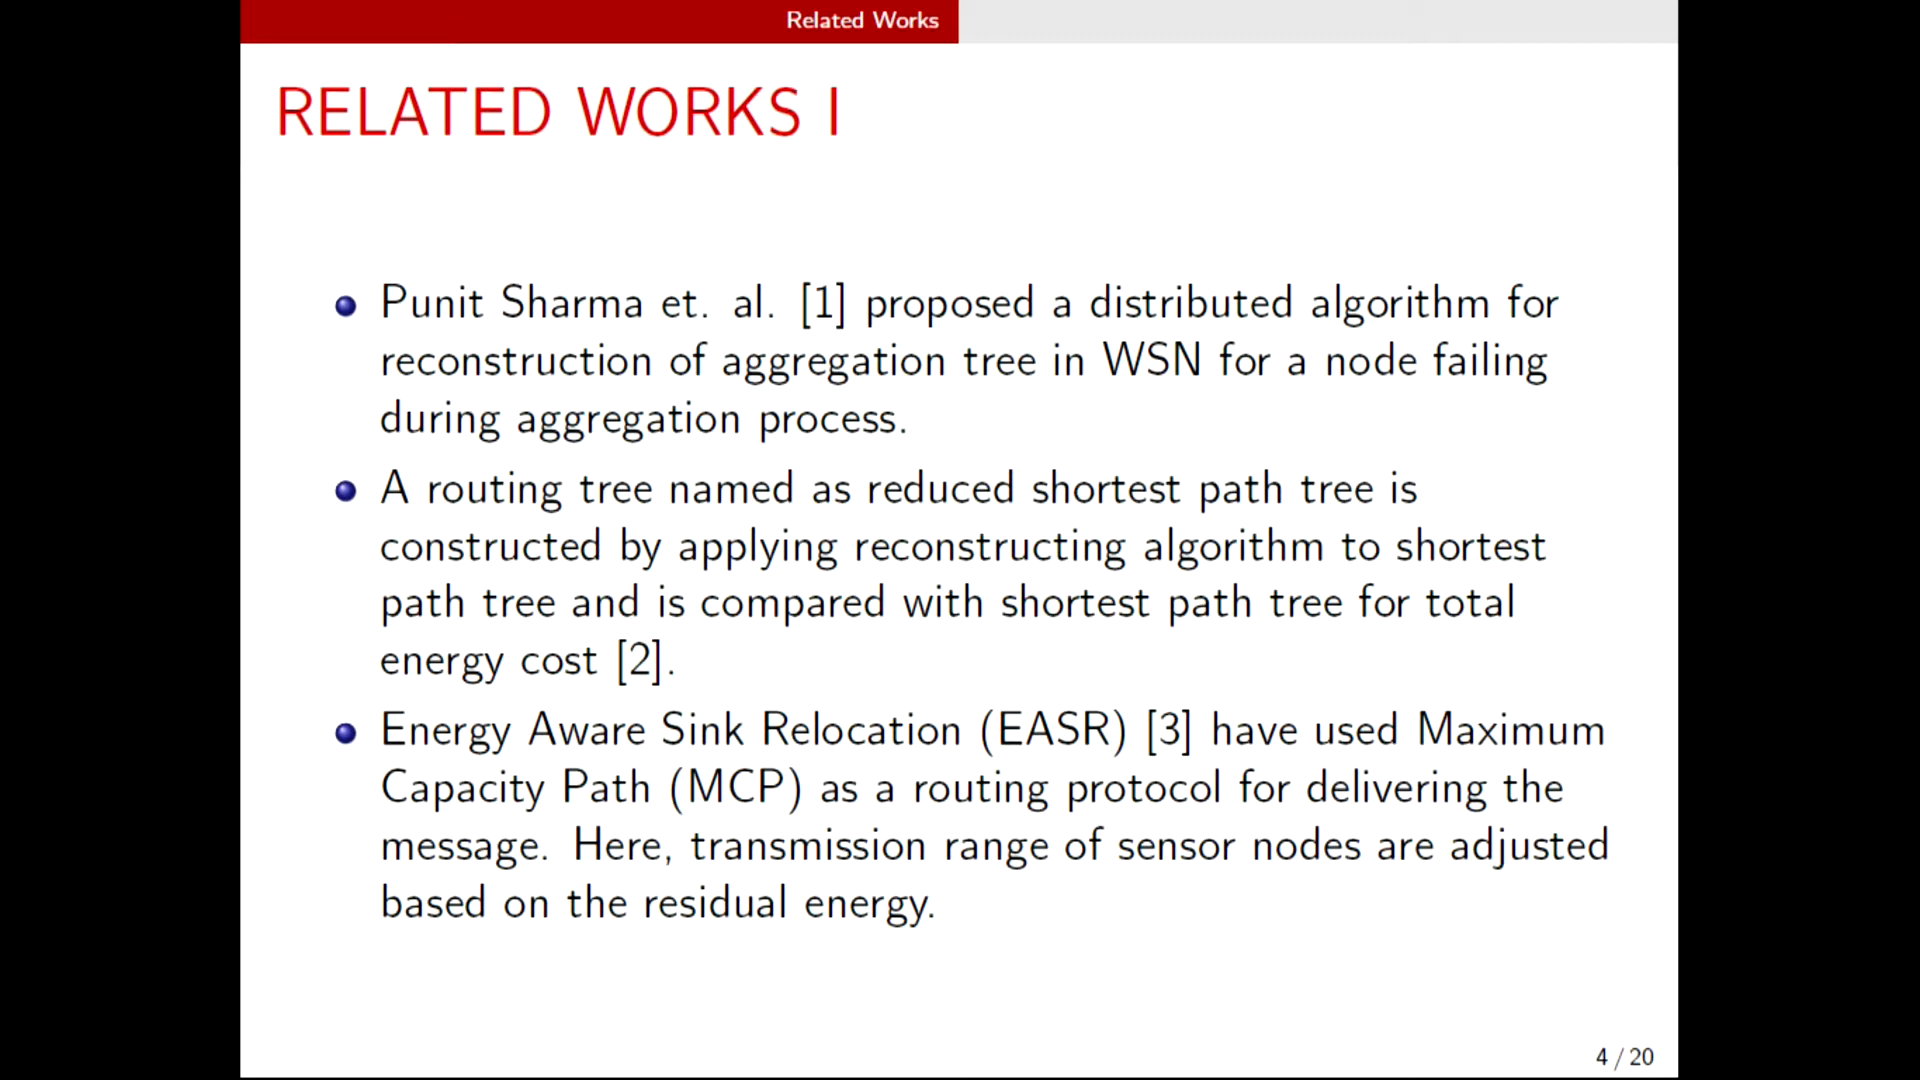 Related Works
RELATED WORKS I
Punit Sharma et. al. [1] proposed a distributed algorithm for
reconstruction of aggregation tree in WSN for a node failing
during aggregation process.
A routing tree named as reduced shortest path tree is
constructed by applying reconstructing algorithm to shortest
path tree and is compared with shortest path tree for total
energy cost [2].
Energy Aware Sink Relocation (EASR) [3] have used Maximum
Capacity Path (MCP) as a routing protocol for delivering the
message. Here, transmission range of sensor nodes are adjusted
based on the residual energy.
4 / 20